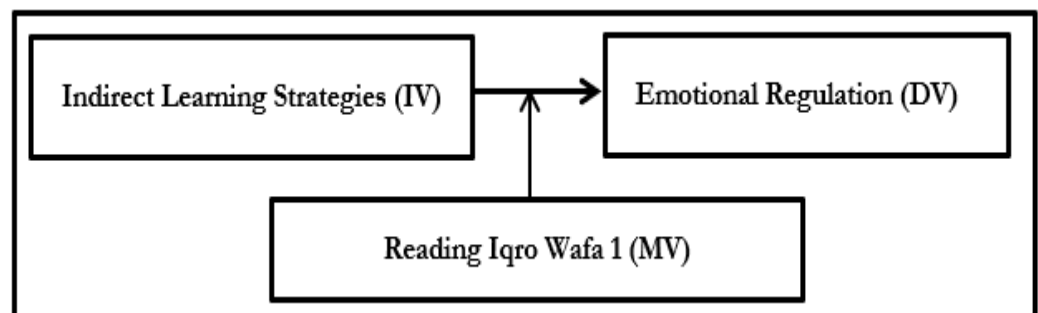 Indirect Learning Strategies (IV)
Emotional Regulation (DV)
Reading Iqro Wafa 1 (MV)